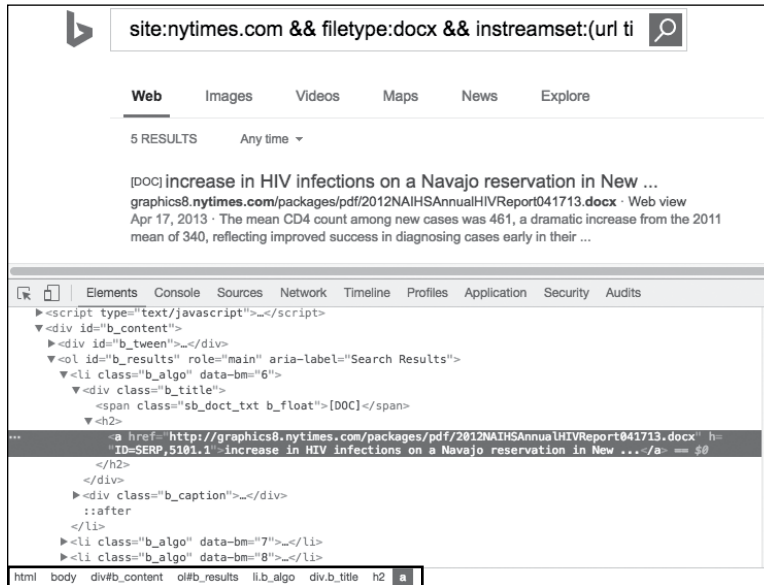 site:nytimes.com && filetype:docx && instreamset:(url ti
Web Images Videos Maps News Explore
5 RESULTS Any time
[DOC] increase in HIV infections on a Navajo reservation in New ...
graphics8.nytimes.com/packages/pdf/2012NAIHSAnnualHIVReport041713.docx · Web view
Apr 17, 2013 · The mean CD4 count among new cases was 461, a dramatic increase from the 2011
mean of 340, reflecting improved success in diagnosing cases early in their ...
Elements Console Sources Network Timeline Profiles Application Security Audits
▶<script type="text/javascript">…</script>
▼<div id="b_content">
▶<div id="b_tween">…</div>
▼<ol id="b_results" role="main" aria-label="Search Results">
▼<li class="b_algo" data-bm="6">
▼<div class="b_title">
<span class="sb_doct_txt b_float">[DOC]</span>
▼<h2>
… <a href="http://graphics8.nytimes.com/packages/pdf/2012NAIHSAnnualHIVReport041713.docx" h=
"ID=SERP,5101.1">increase in HIV infections on a Navajo reservation in New ...</a> == $0
</h2>
</div>
▶<div class="b_caption">…</div>
::after
</li>
▶<li class="b_algo" data-bm="7">…</li>
▶<li class="b_algo" data-bm="8">…</li>
html body div#b_content ol#b_results li.b_algo div.b_title h2 a